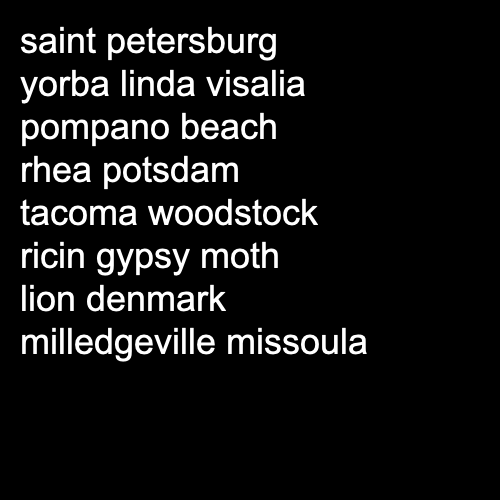 saint petersburg
yorba linda visalia
pompano beach
rhea potsdam
tacoma woodstock
ricin gypsy moth
lion denmark
milledgeville missoula